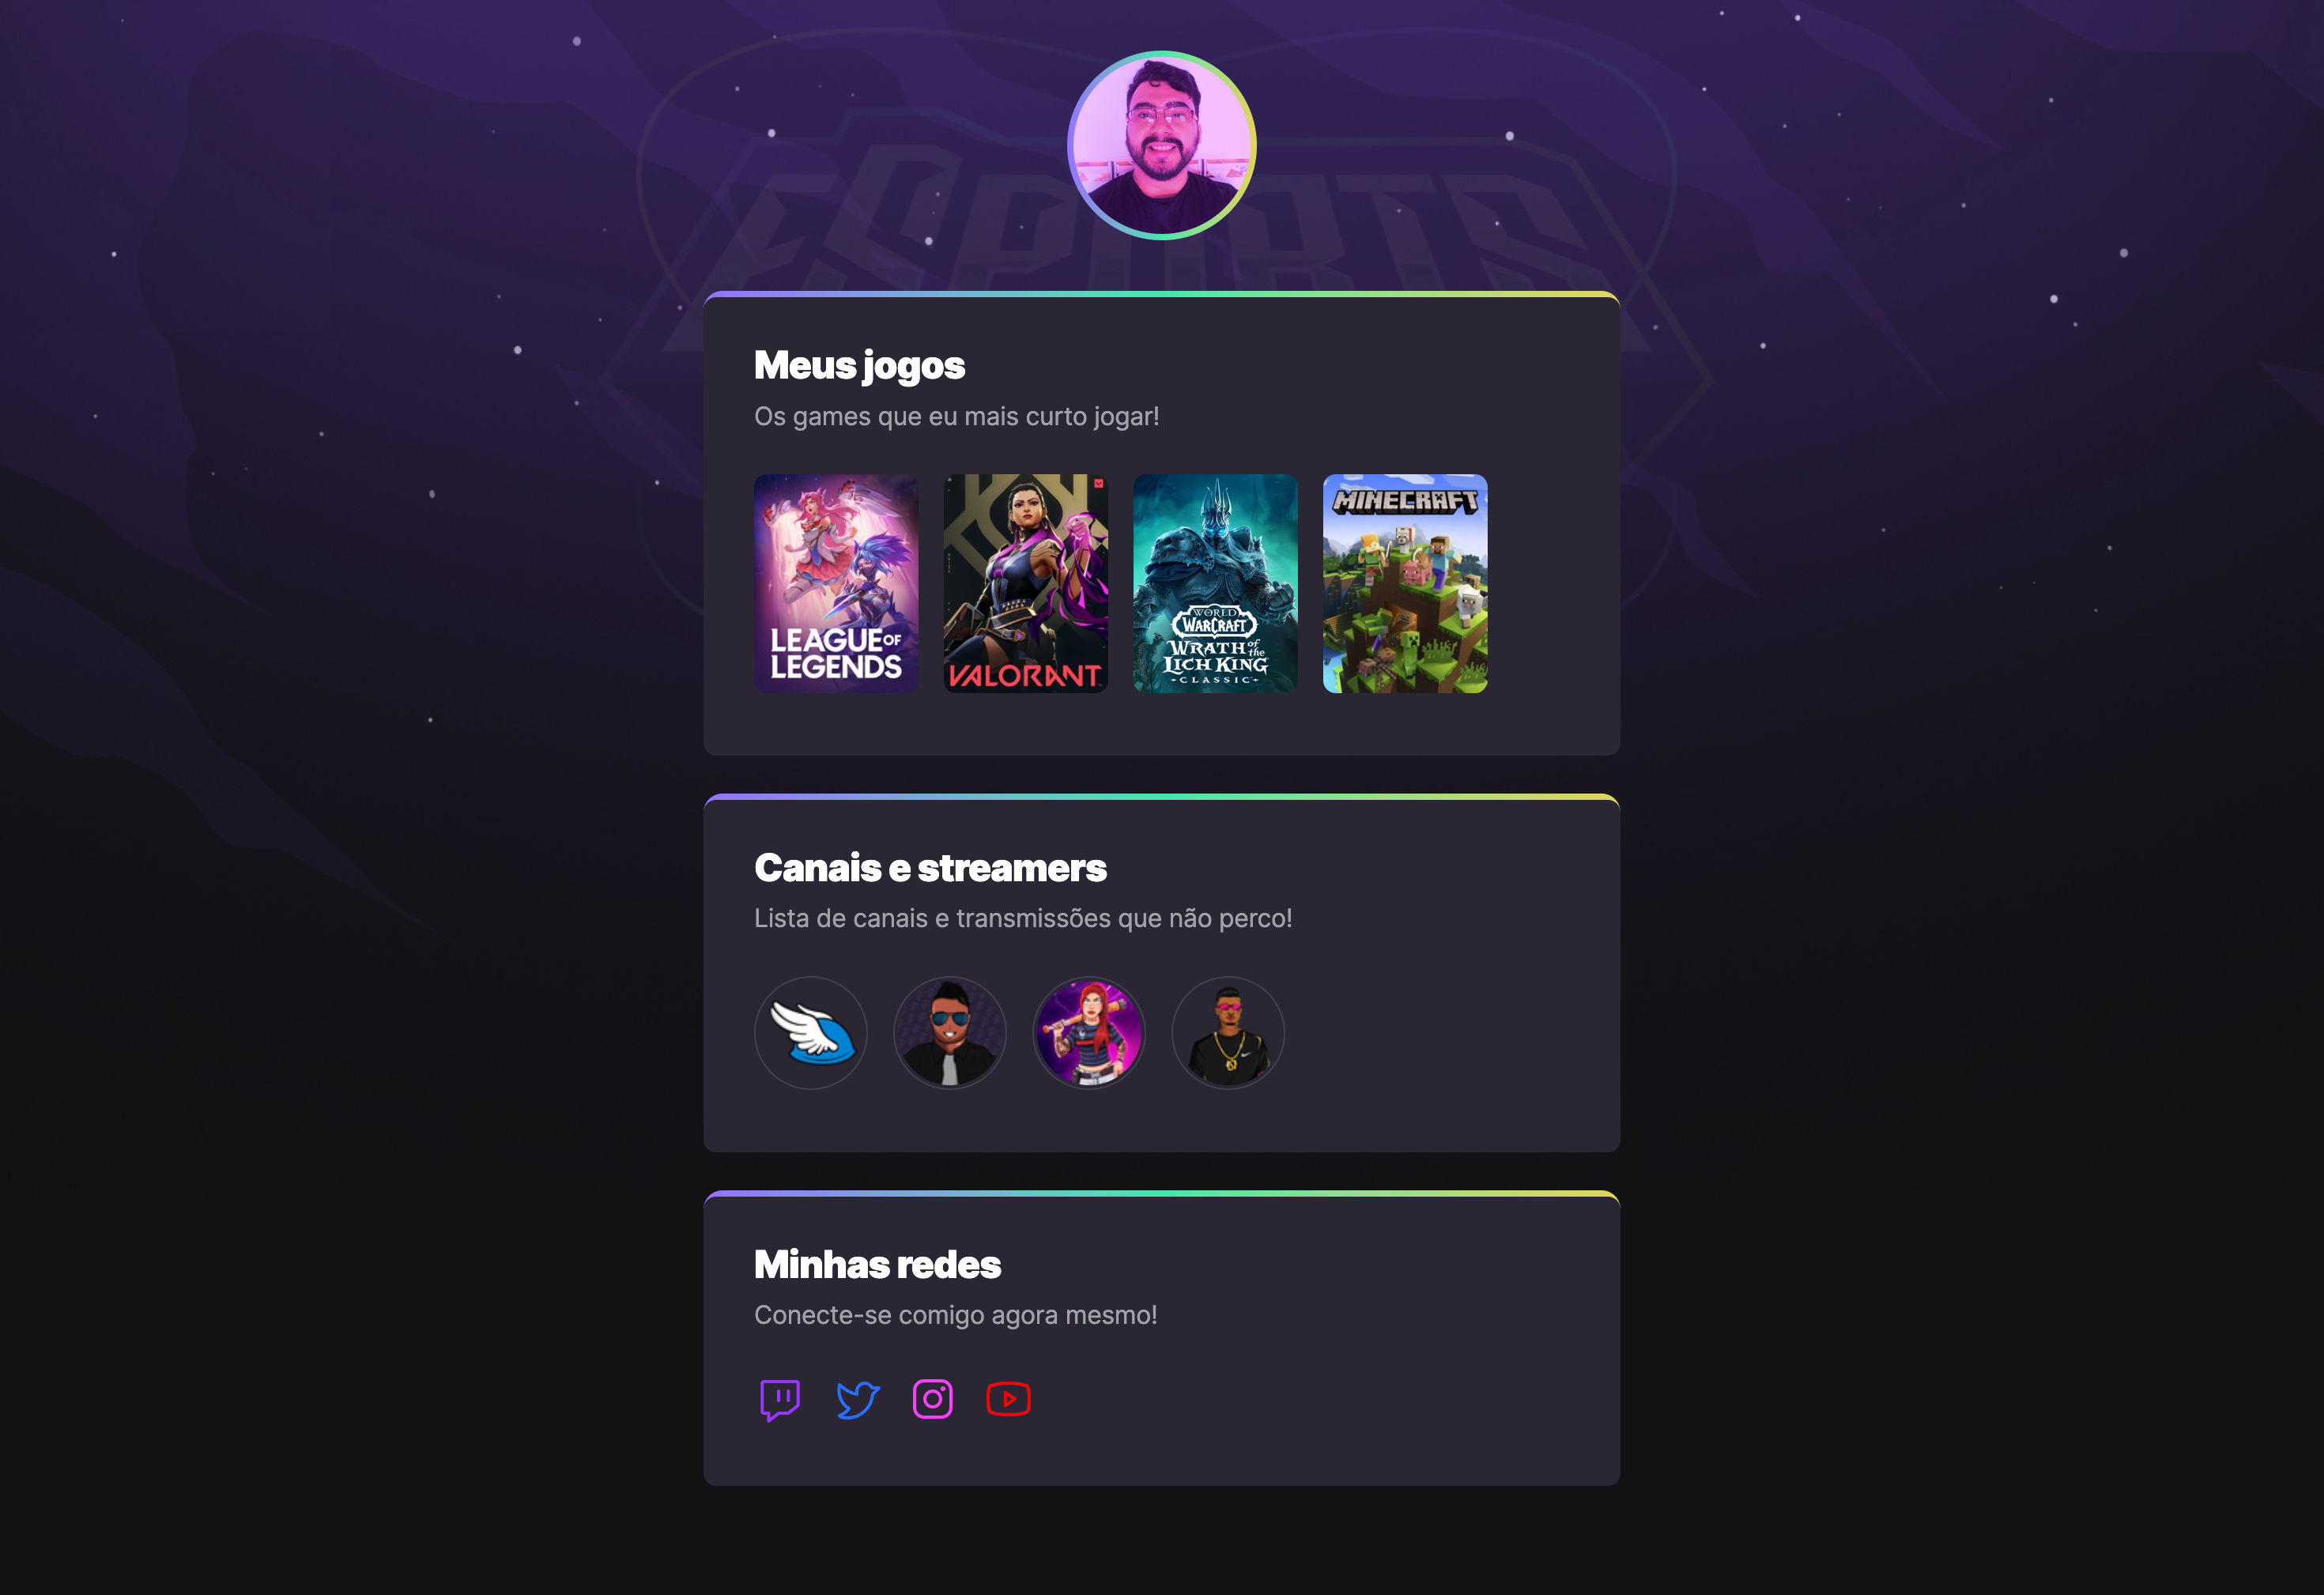 ESPORTS
Meus jogos
Os games que eu mais curto jogar!
LEAGUE OF
LEGENDS
VALORANT
WORLD
OF
WARCRAFT
WRATH of the
LICH KING
CLASSIC
MINECRAFT
Canais e streamers
Lista de canais e transmissões que não perco!
Minhas redes
Conecte-se comigo agora mesmo!